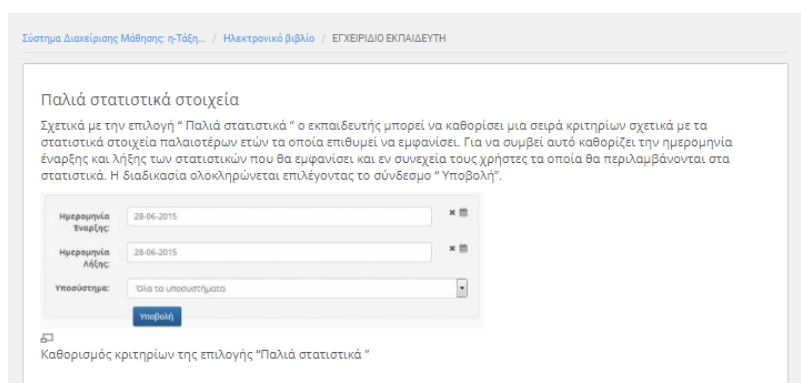 Σύστημα Διαχείρισης Μάθησης: η-Τάξη... / Ηλεκτρονικό βιβλίο / ΕΓΧΕΙΡΙΔΙΟ ΕΚΠΑΙΔΕΥΤΗ
Παλιά στατιστικά στοιχεία
Σχετικά με την επιλογή “ Παλιά στατιστικά ” ο εκπαιδευτής μπορεί να καθορίσει μια σειρά κριτηρίων σχετικά με τα
στατιστικά στοιχεία παλαιοτέρων ετών τα οποία επιθυμεί να εμφανίσει. Για να συμβεί αυτό καθορίζει την ημερομηνία
έναρξης και λήξης των στατιστικών που θα εμφανίσει και εν συνεχεία τους χρήστες τα οποία θα περιλαμβάνονται στα
στατιστικά. Η διαδικασία ολοκληρώνεται επιλέγοντας το σύνδεσμο “ Υποβολή”.
Ημερομηνία Έναρξης: 28-06-2015
Ημερομηνία Λήξης: 28-06-2015
Υποσύστημα: Όλα τα υποσυστήματα
Υποβολή
Καθορισμός κριτηρίων της επιλογής “Παλιά στατιστικά ”